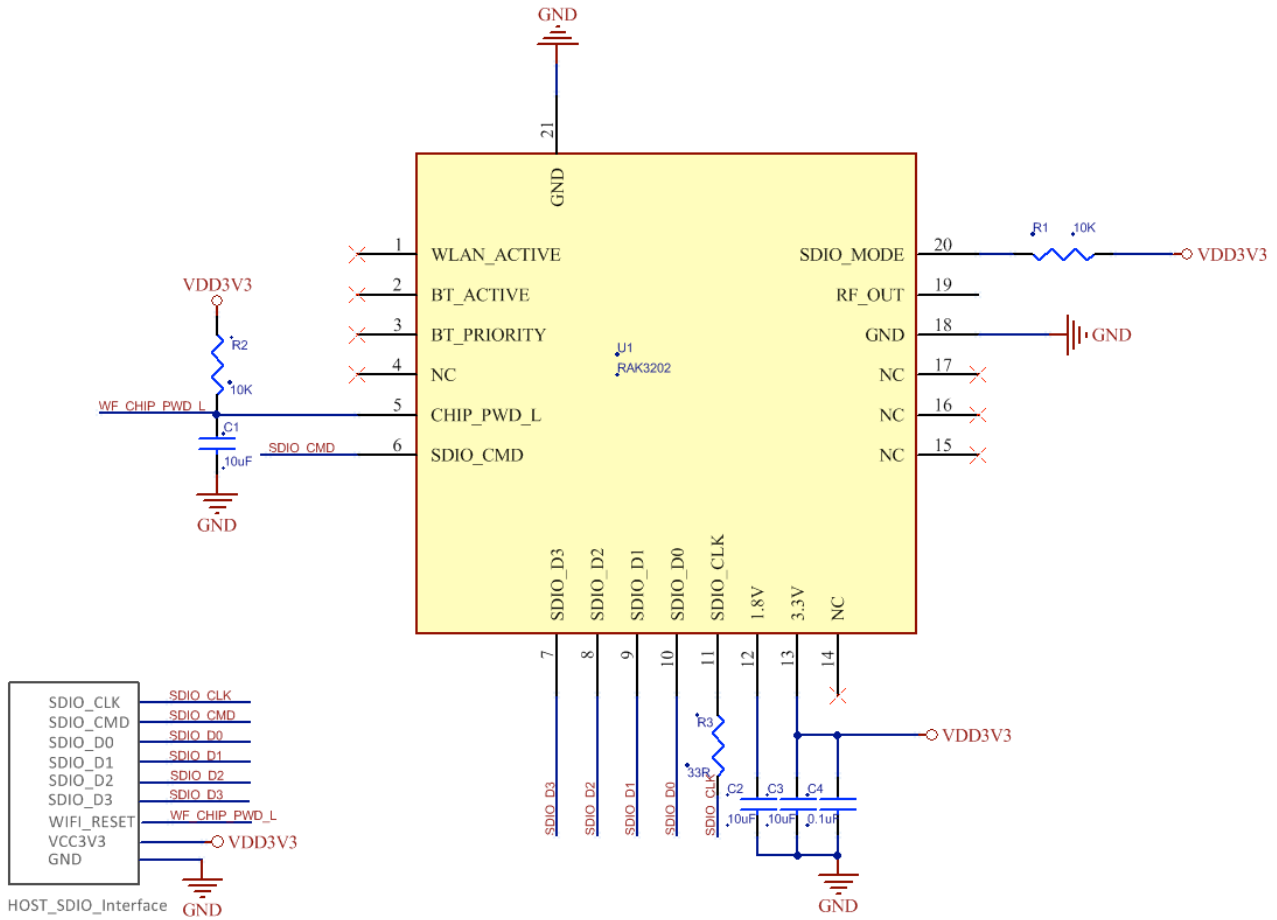 GND
21
GND
1 WLAN_ACTIVE
2 BT_ACTIVE
3 BT_PRIORITY
4 NC
5 CHIP_PWD_L
6 SDIO_CMD
VDD3V3
R2
10K
WF_CHIP_PWD_L
C1
10uF
GND
SDIO_CMD
U1
RAK3202
SDIO_MODE 20
R1 10K
VDD3V3
RF_OUT 19
GND 18
GND
NC 17
NC 16
NC 15
SDIO_D3
SDIO_D2
SDIO_D1
SDIO_D0
SDIO_CLK
1.8V
3.3V
NC
7
8
9
10
11
12
13
14
R3
33R
SDIO_D3
SDIO_D2
SDIO_D1
SDIO_D0
SDIO_CLK
VDD3V3
C2 C3 C4
10uF 10uF 0.1uF
GND
SDIO_CLK SDIO_CLK
SDIO_CMD SDIO_CMD
SDIO_D0 SDIO_D0
SDIO_D1 SDIO_D1
SDIO_D2 SDIO_D2
SDIO_D3 SDIO_D3
WIFI_RESET WF_CHIP_PWD_L
VCC3V3 VDD3V3
GND
HOST_SDIO_Interface
GND